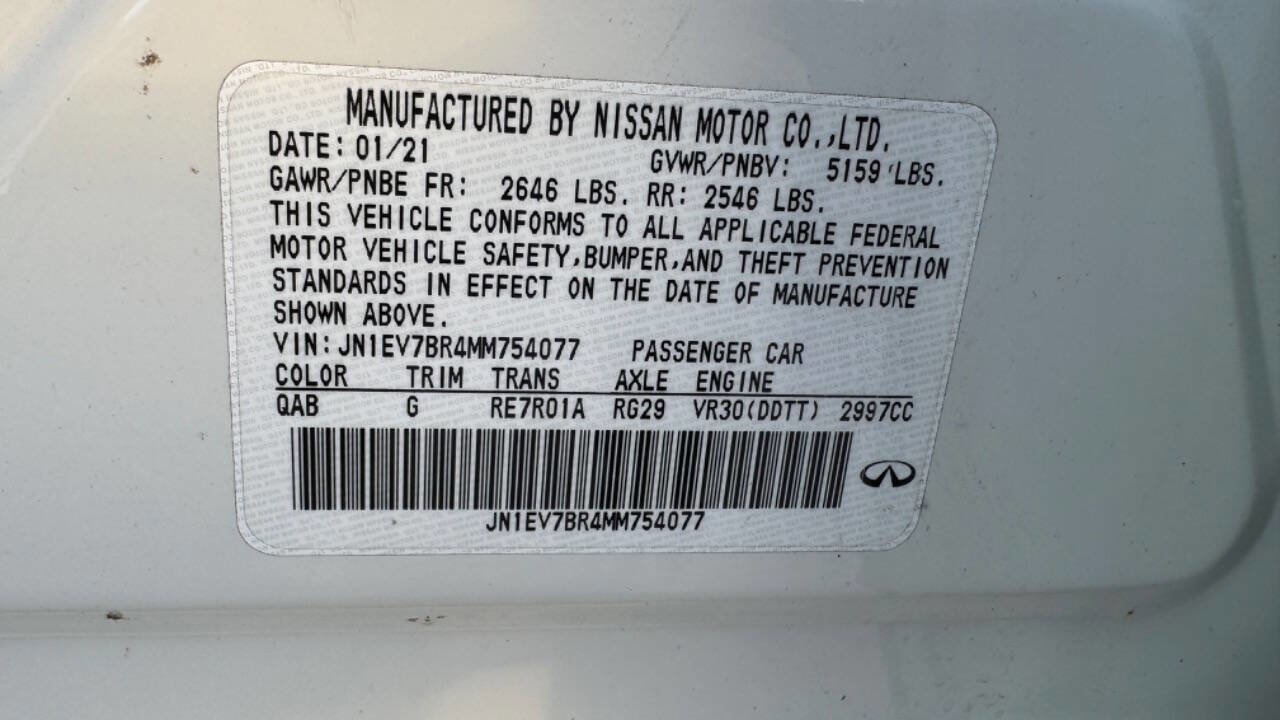 MANUFACTURED BY NISSAN MOTOR CO.,LTD.
DATE: 01/21 GVWR/PNBV: 5159 LBS.
GAWR/PNBE FR: 2646 LBS. RR: 2546 LBS.
THIS VEHICLE CONFORMS TO ALL APPLICABLE FEDERAL
MOTOR VEHICLE SAFETY,BUMPER,AND THEFT PREVENTION
STANDARDS IN EFFECT ON THE DATE OF MANUFACTURE
SHOWN ABOVE.
VIN: JN1EV7BR4MM754077 PASSENGER CAR
COLOR TRIM TRANS AXLE ENGINE
QAB G RE7R01A RG29 VR30(DDTT) 2997CC
JN1EV7BR4MM754077